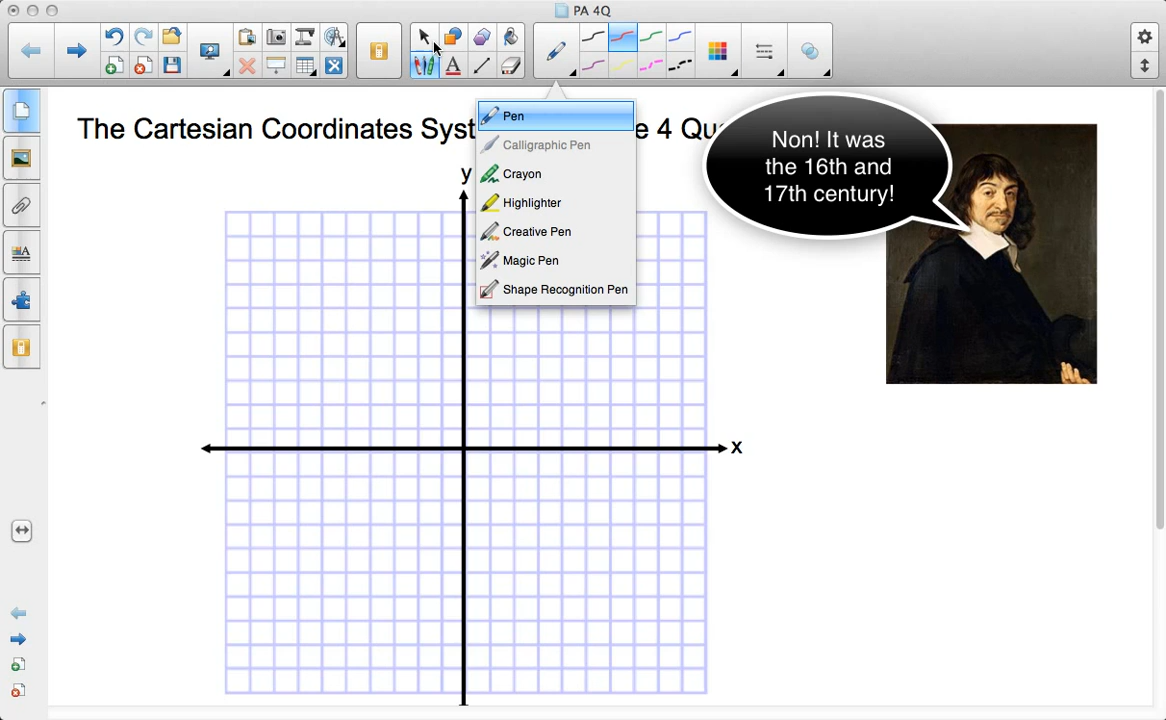 PA 4Q
The Cartesian Coordinates Syst e 4 Qu
Pen
Calligraphic Pen
Crayon
Highlighter
Creative Pen
Magic Pen
Shape Recognition Pen
Non! It was
the 16th and
17th century!
y
x